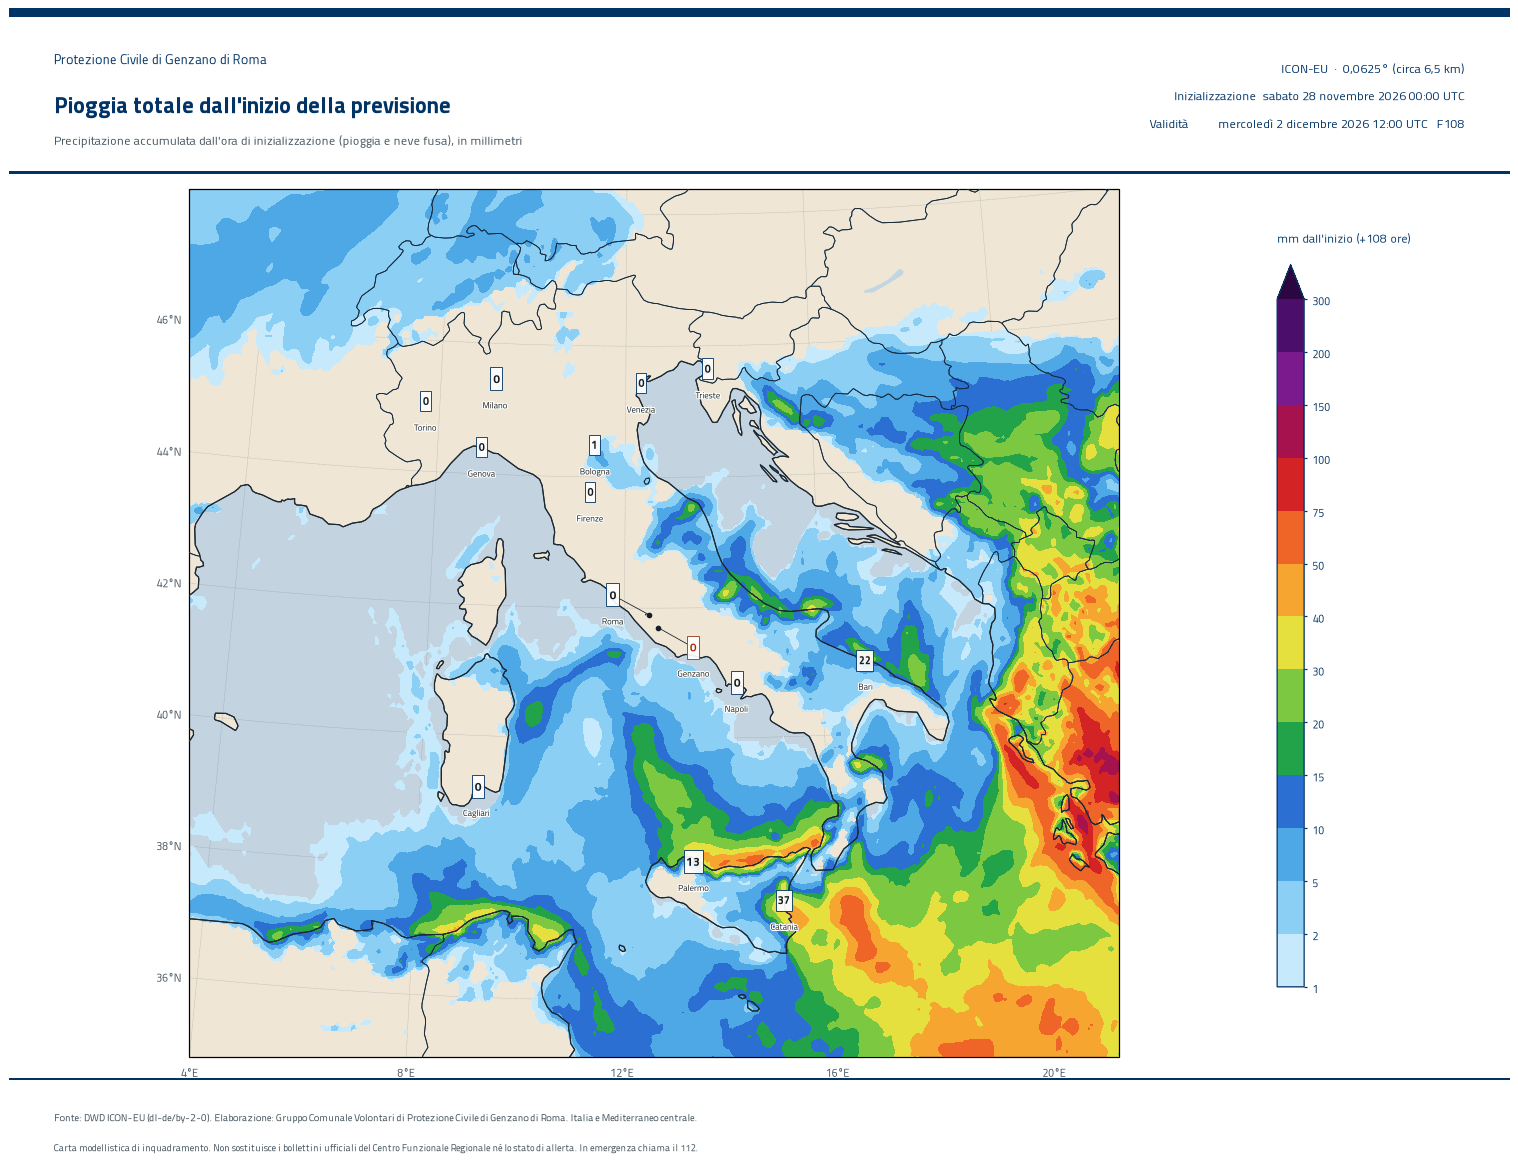 Protezione Civile di Genzano di Roma
Pioggia totale dall'inizio della previsione
Precipitazione accumulata dall'ora di inizializzazione (pioggia e neve fusa), in millimetri
ICON-EU · 0,0625° (circa 6,5 km)
Inizializzazione sabato 28 novembre 2026 00:00 UTC
Validità mercoledì 2 dicembre 2026 12:00 UTC F108
mm dall'inizio (+108 ore)
300
200
150
100
75
50
40
30
20
15
10
5
2
1
46°N
44°N
42°N
40°N
38°N
36°N
4°E
8°E
12°E
16°E
20°E
0
Trieste
0
Milano
0
Venezia
0
Torino
0
Genova
1
Bologna
0
Firenze
0
Roma
0
Genzano
22
Bari
0
Napoli
0
Cagliari
13
Palermo
37
Catania
Fonte: DWD ICON-EU (dl-de/by-2-0). Elaborazione: Gruppo Comunale Volontari di Protezione Civile di Genzano di Roma. Italia e Mediterraneo centrale.
Carta modellistica di inquadramento. Non sostituisce i bollettini ufficiali del Centro Funzionale Regionale né lo stato di allerta. In emergenza chiama il 112.